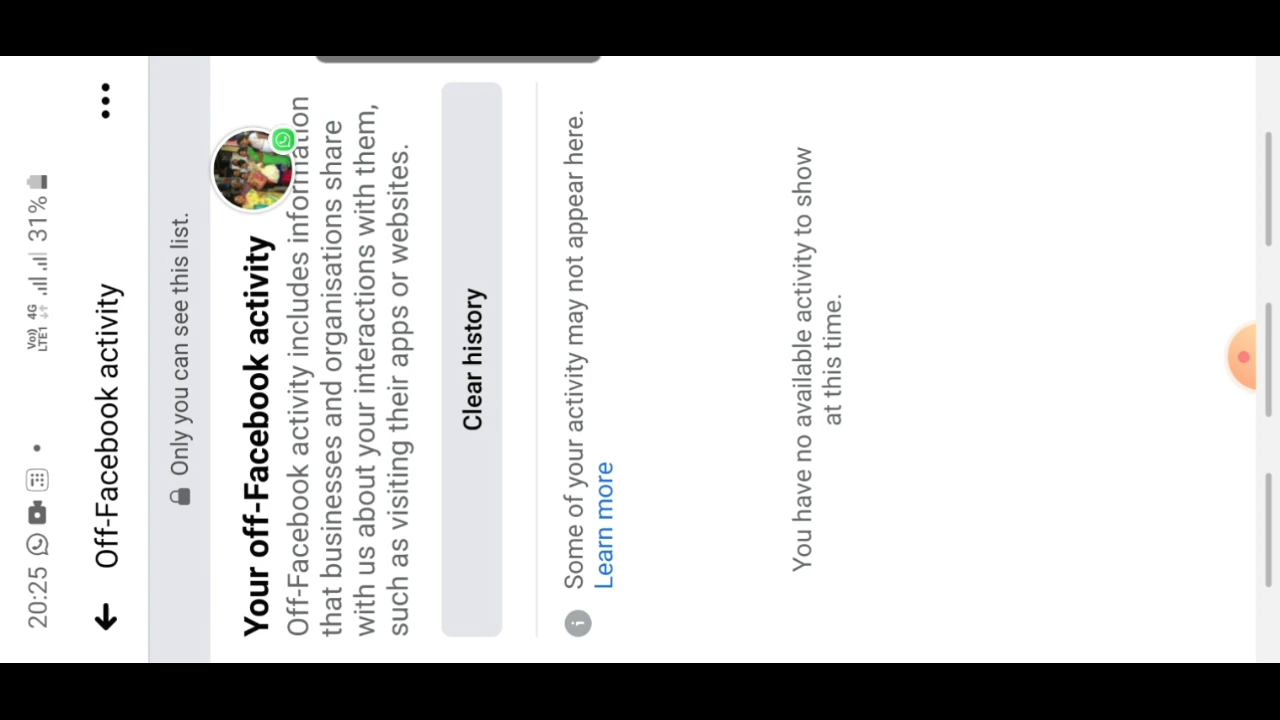 20:25
Vo)) 4G
LTE1
31%
Off-Facebook activity
Only you can see this list.
Your off-Facebook activity
Off-Facebook activity includes information
that businesses and organisations share
with us about your interactions with them,
such as visiting their apps or websites.
Clear history
Some of your activity may not appear here.
Learn more
You have no available activity to show
at this time.